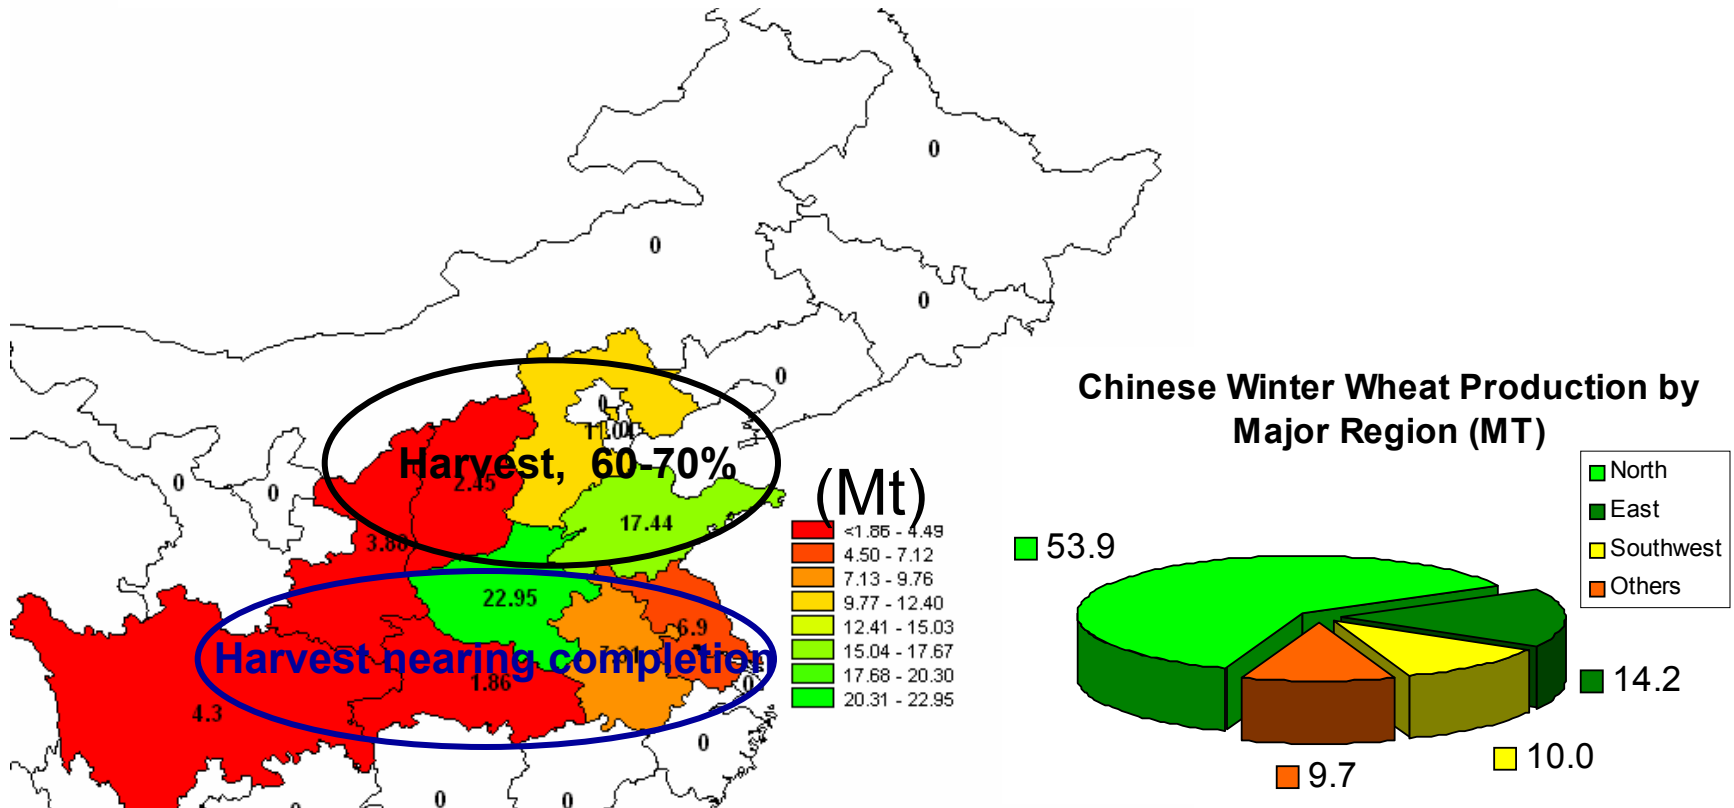 0
0
0
0
0
0
0
Harvest, 60-70%
2.45
17.44
22.95
6.9
Harvest nearing completion
1.86
4.3
0
0
0
0
(Mt)
<1.86 - 4.49
4.50 - 7.12
7.13 - 9.76
9.77 - 12.40
12.41 - 15.03
15.04 - 17.67
17.68 - 20.30
20.31 - 22.95
Chinese Winter Wheat Production by
Major Region (MT)
North
East
Southwest
Others
53.9
14.2
10.0
9.7